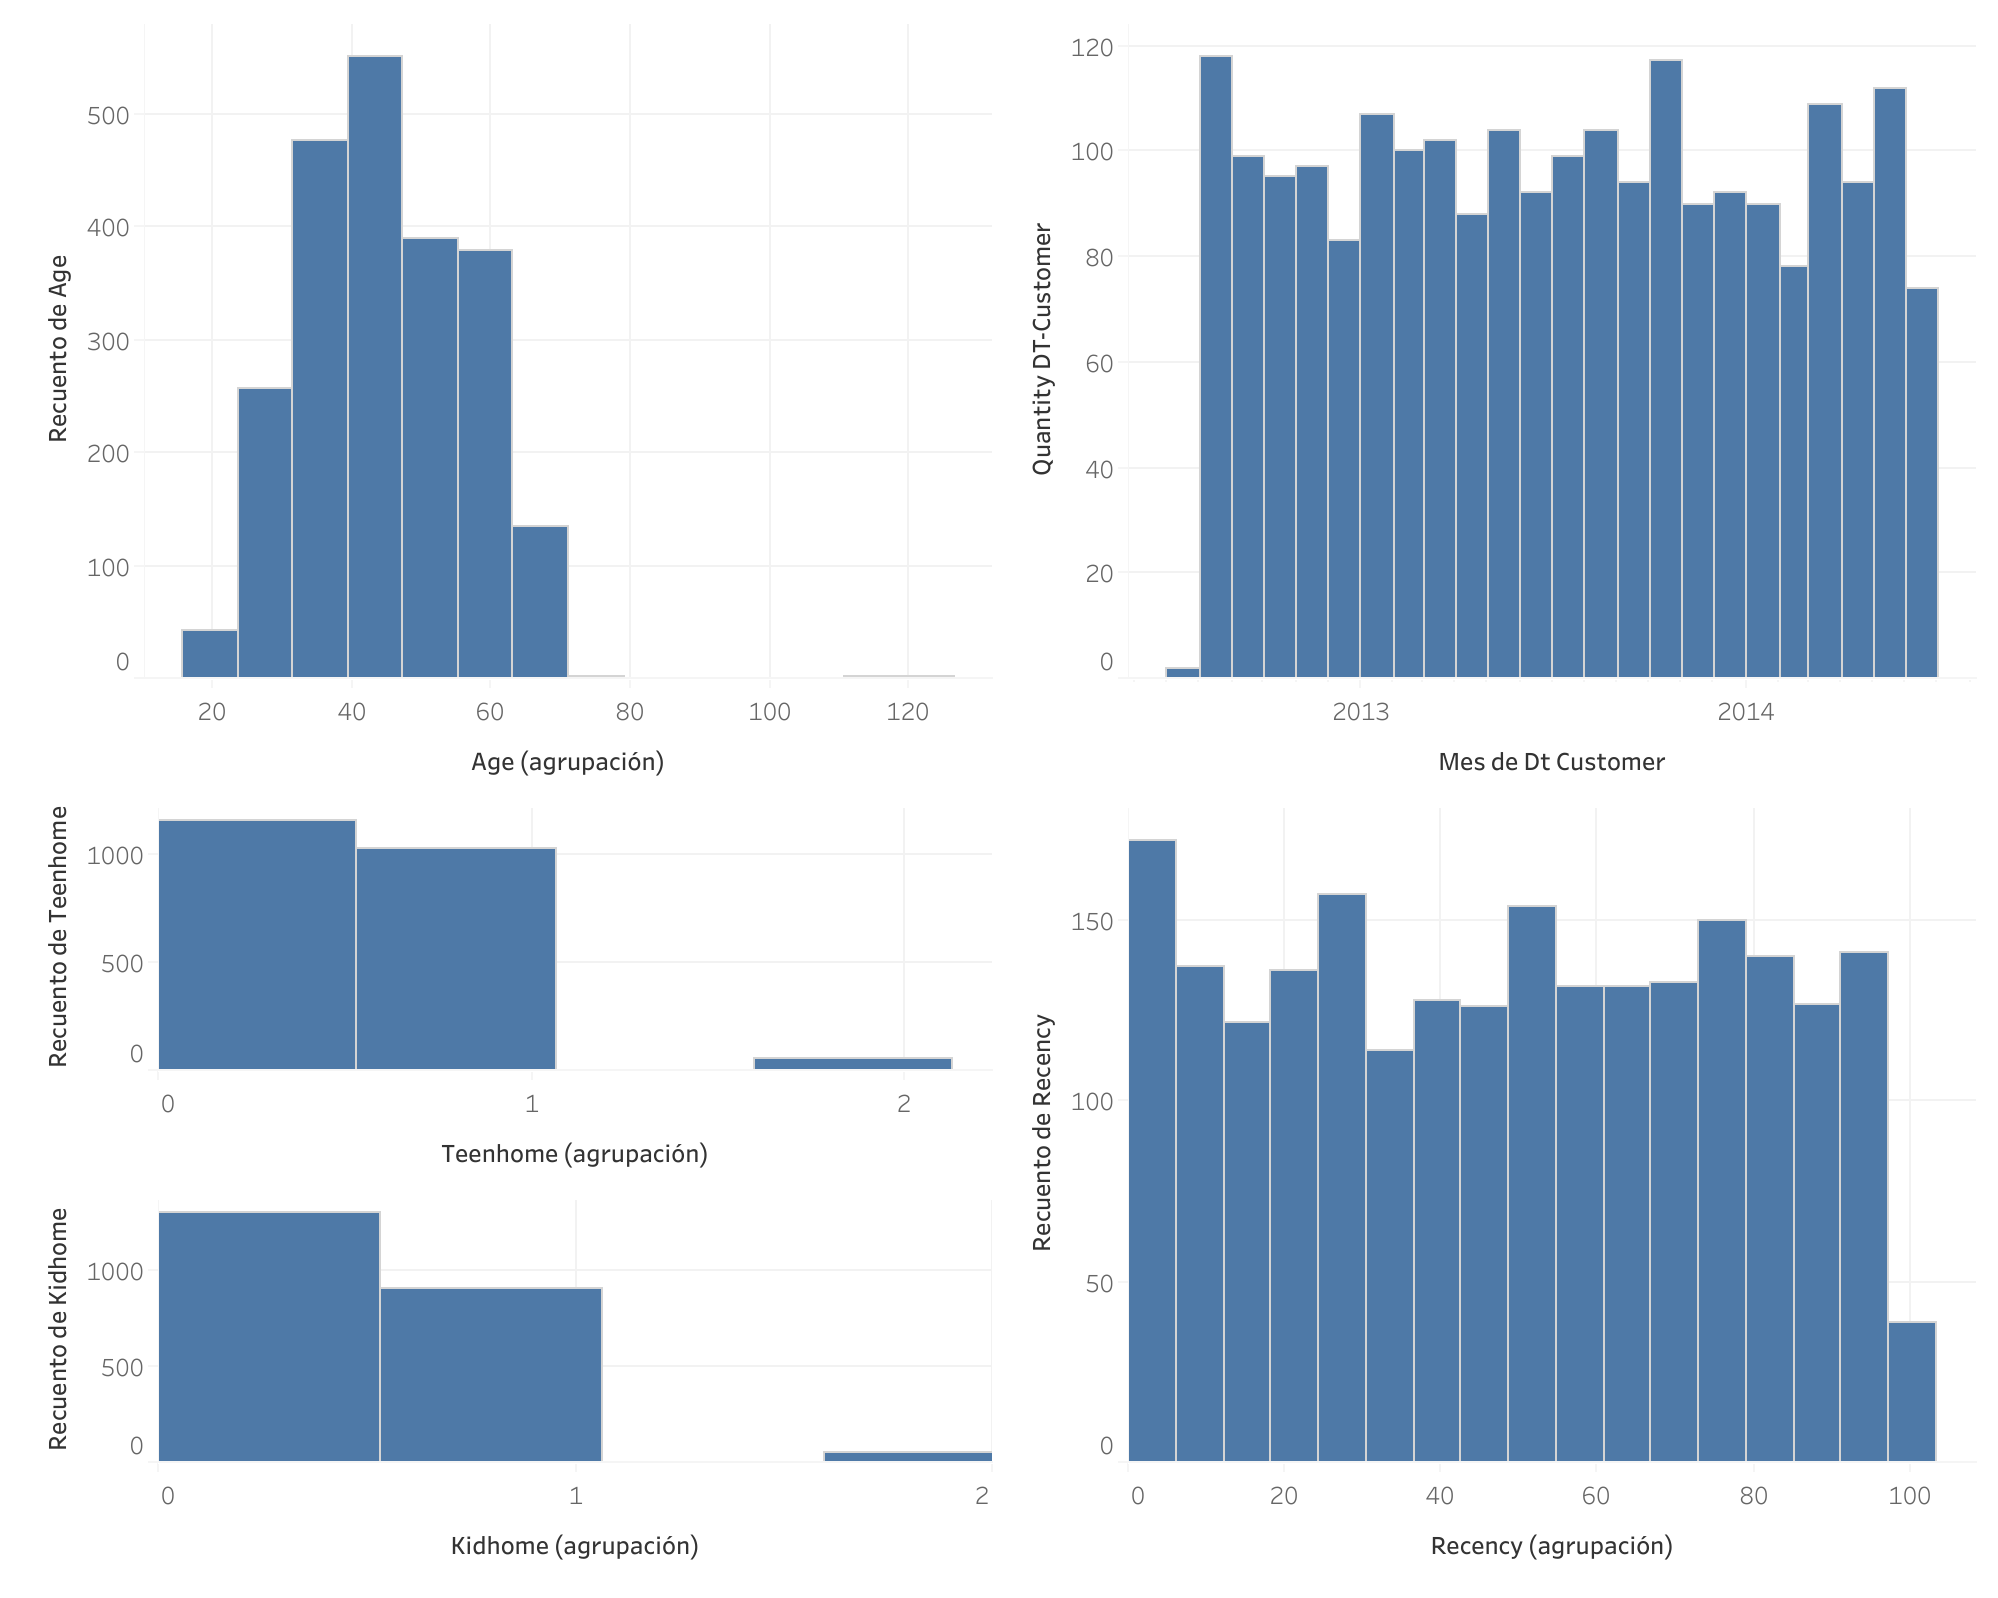 Recuento de Age
500
400
300
200
100
0
20 40 60 80 100 120
Age (agrupación)
Quantity DT-Customer
120
100
80
60
40
20
0
2013 2014
Mes de Dt Customer
Recuento de Teenhome
1000
500
0
0 1 2
Teenhome (agrupación)
Recuento de Kidhome
1000
500
0
0 1 2
Kidhome (agrupación)
Recuento de Recency
150
100
50
0
0 20 40 60 80 100
Recency (agrupación)